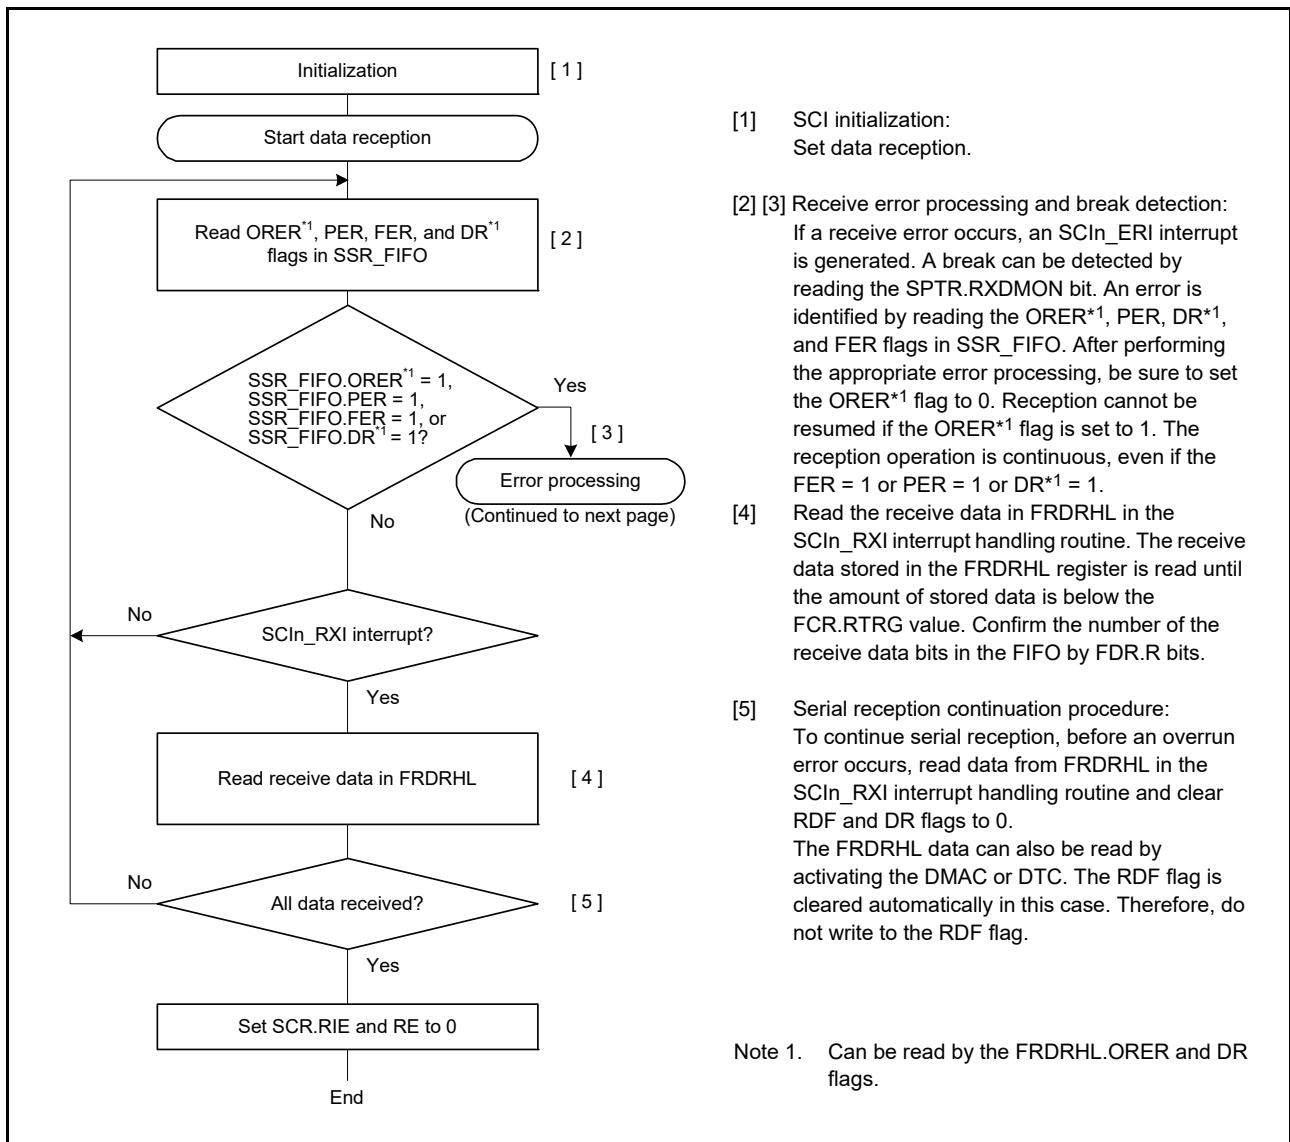 Initialization
[ 1 ]
Start data reception
Read ORER*1, PER, FER, and DR*1
flags in SSR_FIFO
[ 2 ]
SSR_FIFO.ORER*1 = 1,
SSR_FIFO.PER = 1,
SSR_FIFO.FER = 1, or
SSR_FIFO.DR*1 = 1?
Yes
[ 3 ]
Error processing
(Continued to next page)
No
No
SCIn_RXI interrupt?
Yes
Read receive data in FRDRHL
[ 4 ]
No
All data received?
[ 5 ]
Yes
Set SCR.RIE and RE to 0
End
[1] SCI initialization:
Set data reception.
[2] [3] Receive error processing and break detection:
If a receive error occurs, an SCIn_ERI interrupt
is generated. A break can be detected by
reading the SPTR.RXDMON bit. An error is
identified by reading the ORER*1, PER, DR*1,
and FER flags in SSR_FIFO. After performing
the appropriate error processing, be sure to set
the ORER*1 flag to 0. Reception cannot be
resumed if the ORER*1 flag is set to 1. The
reception operation is continuous, even if the
FER = 1 or PER = 1 or DR*1 = 1.
[4] Read the receive data in FRDRHL in the
SCIn_RXI interrupt handling routine. The receive
data stored in the FRDRHL register is read until
the amount of stored data is below the
FCR.RTRG value. Confirm the number of the
receive data bits in the FIFO by FDR.R bits.
[5] Serial reception continuation procedure:
To continue serial reception, before an overrun
error occurs, read data from FRDRHL in the
SCIn_RXI interrupt handling routine and clear
RDF and DR flags to 0.
The FRDRHL data can also be read by
activating the DMAC or DTC. The RDF flag is
cleared automatically in this case. Therefore, do
not write to the RDF flag.
Note 1. Can be read by the FRDRHL.ORER and DR
flags.